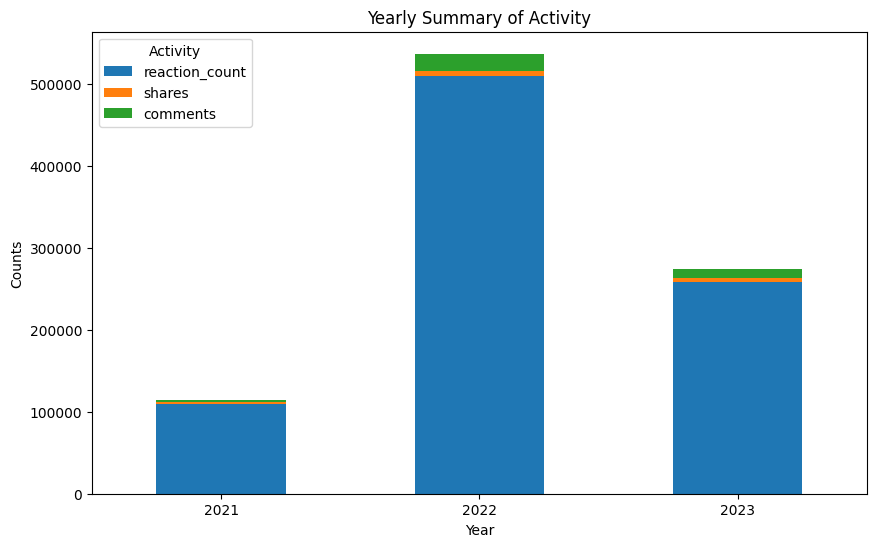 Yearly Summary of Activity
Activity
reaction_count
shares
comments
500000
400000
300000
200000
100000
0
Counts
2021
2022
2023
Year